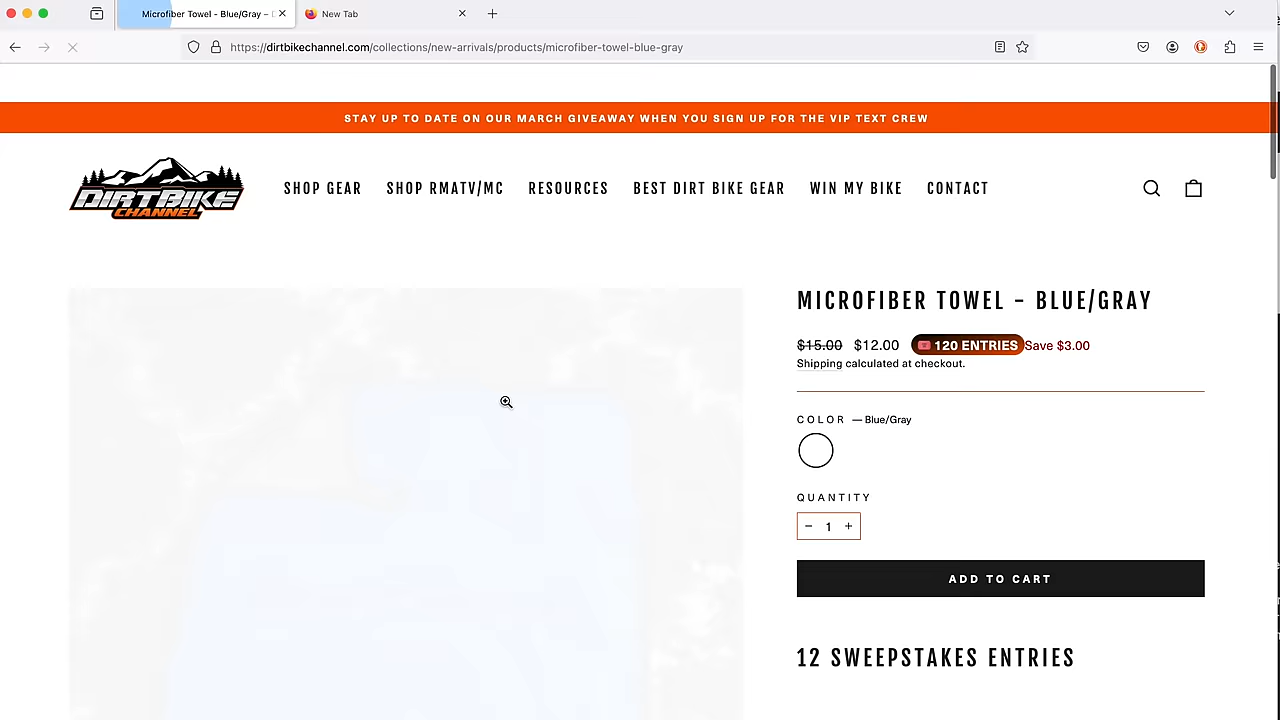 Microfiber Towel - Blue/Gray –
New Tab
https://dirtbikechannel.com/collections/new-arrivals/products/microfiber-towel-blue-gray
STAY UP TO DATE ON OUR MARCH GIVEAWAY WHEN YOU SIGN UP FOR THE VIP TEXT CREW
DIRT BIKE
CHANNEL
SHOP GEAR SHOP RMATV/MC RESOURCES BEST DIRT BIKE GEAR WIN MY BIKE CONTACT
MICROFIBER TOWEL - BLUE/GRAY
$15.00 $12.00 120 ENTRIES Save $3.00
Shipping calculated at checkout.
COLOR — Blue/Gray
QUANTITY
− 1 +
ADD TO CART
12 SWEEPSTAKES ENTRIES